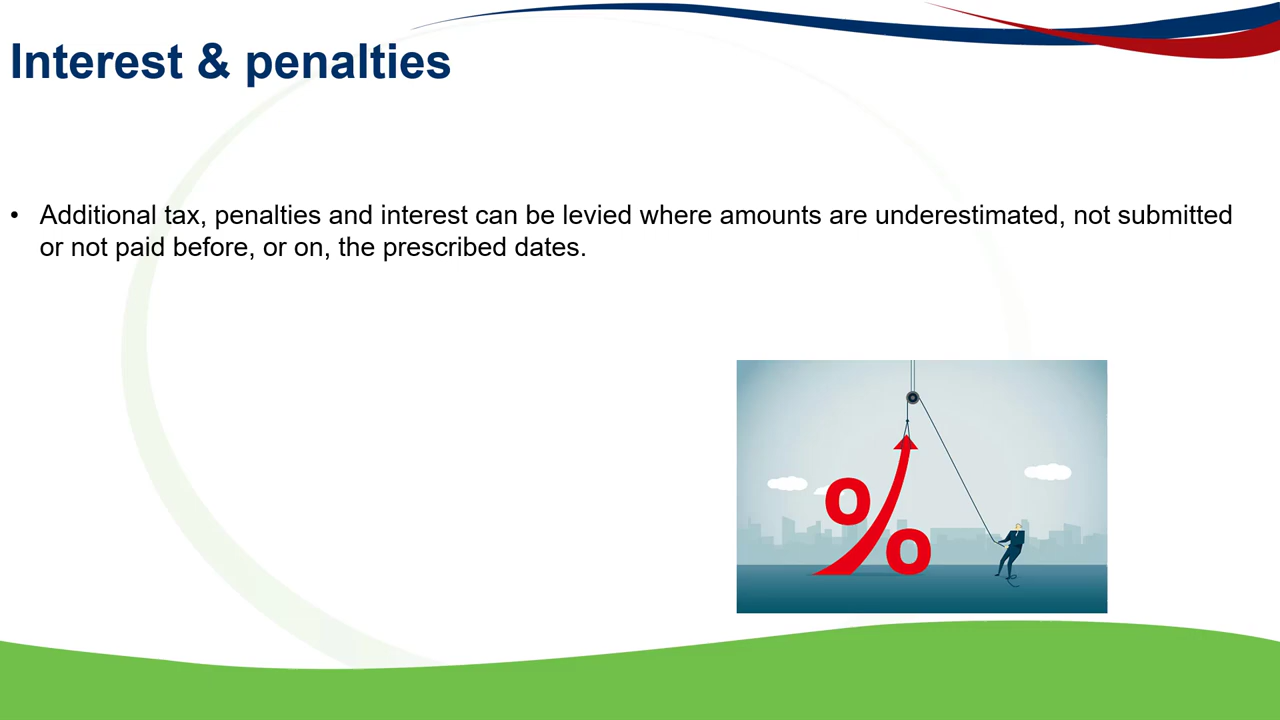 Interest & penalties
• Additional tax, penalties and interest can be levied where amounts are underestimated, not submitted
or not paid before, or on, the prescribed dates.
%